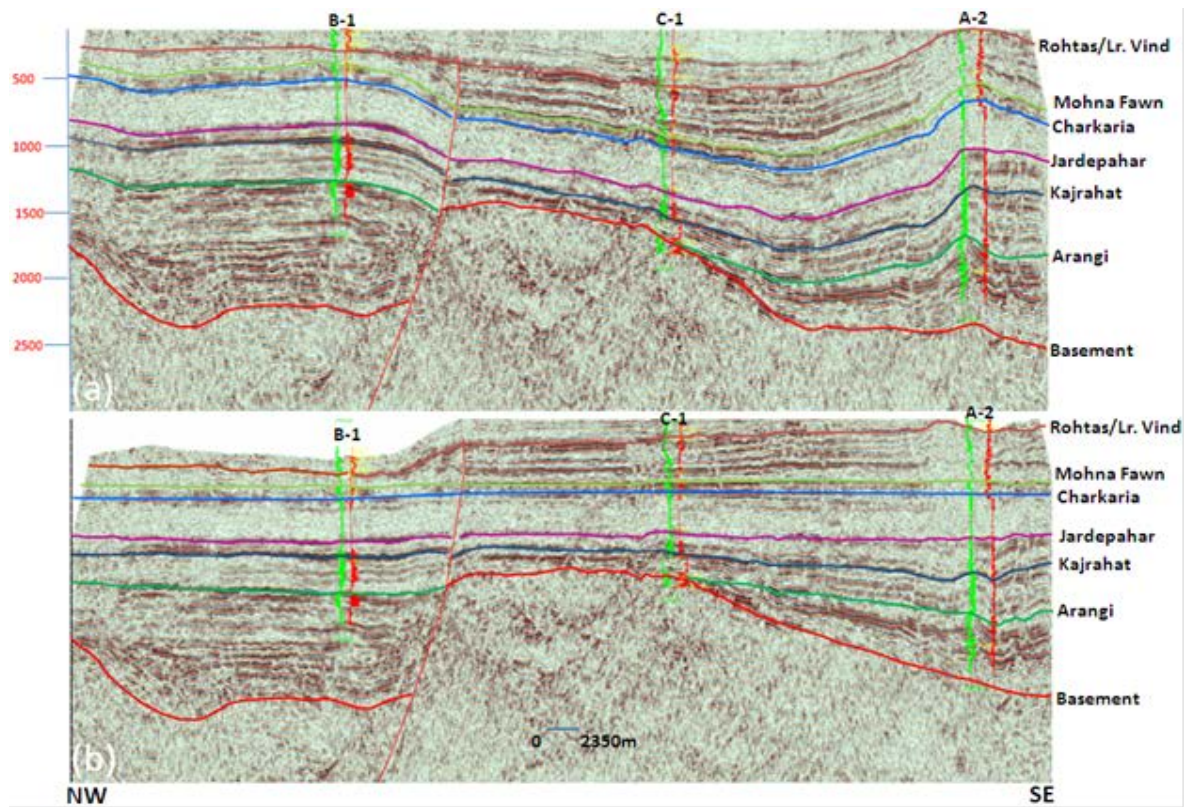 B-1 C-1 A-2
Rohtas/Lr. Vind
500
Mohna Fawn
Charkaria
1000
Jardepahar
Kajrahat
1500
Arangi
2000
2500
Basement
(a)
B-1 C-1 A-2
Rohtas/Lr. Vind
Mohna Fawn
Charkaria
Jardepahar
Kajrahat
Arangi
Basement
0 2350m
(b)
NW SE